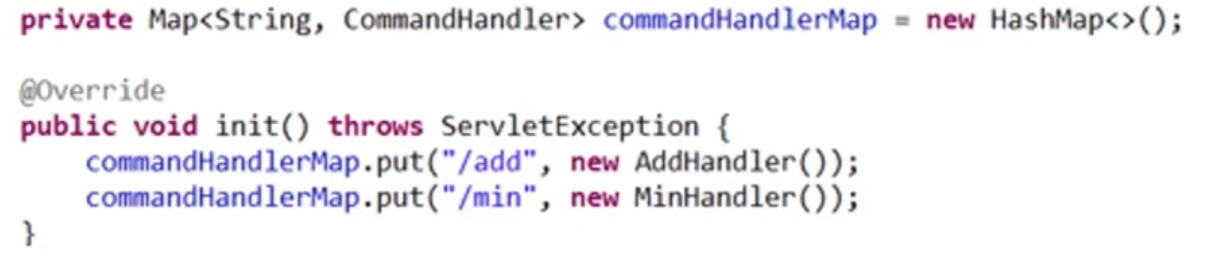 private Map<String, CommandHandler> commandHandlerMap = new HashMap<>();
@Override
public void init() throws ServletException {
    commandHandlerMap.put("/add", new AddHandler());
    commandHandlerMap.put("/min", new MinHandler());
}